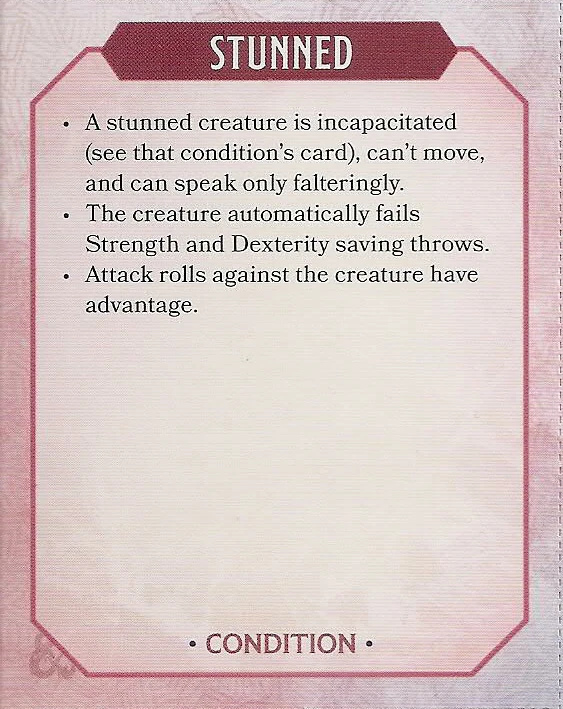 STUNNED
• A stunned creature is incapacitated
(see that condition's card), can't move,
and can speak only falteringly.
• The creature automatically fails
Strength and Dexterity saving throws.
• Attack rolls against the creature have
advantage.
• CONDITION •